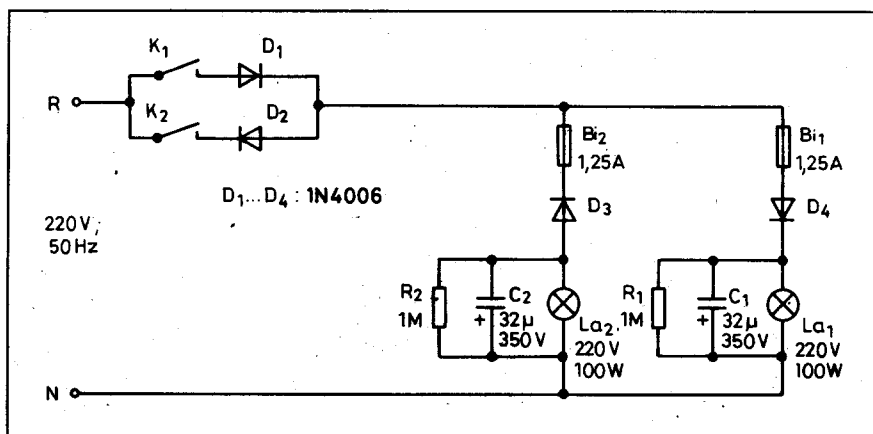 K₁
D₁
R
K₂
D₂
Bi₂
1,25A
Bi₁
1,25A
D₁...D₄: 1N4006
D₃
D₄
220V,
50Hz
R₂
1M
C₂
+
32μ
350V
La₂
220V
100W
R₁
1M
C₁
+
32μ
350V
La₁
220V
100W
N